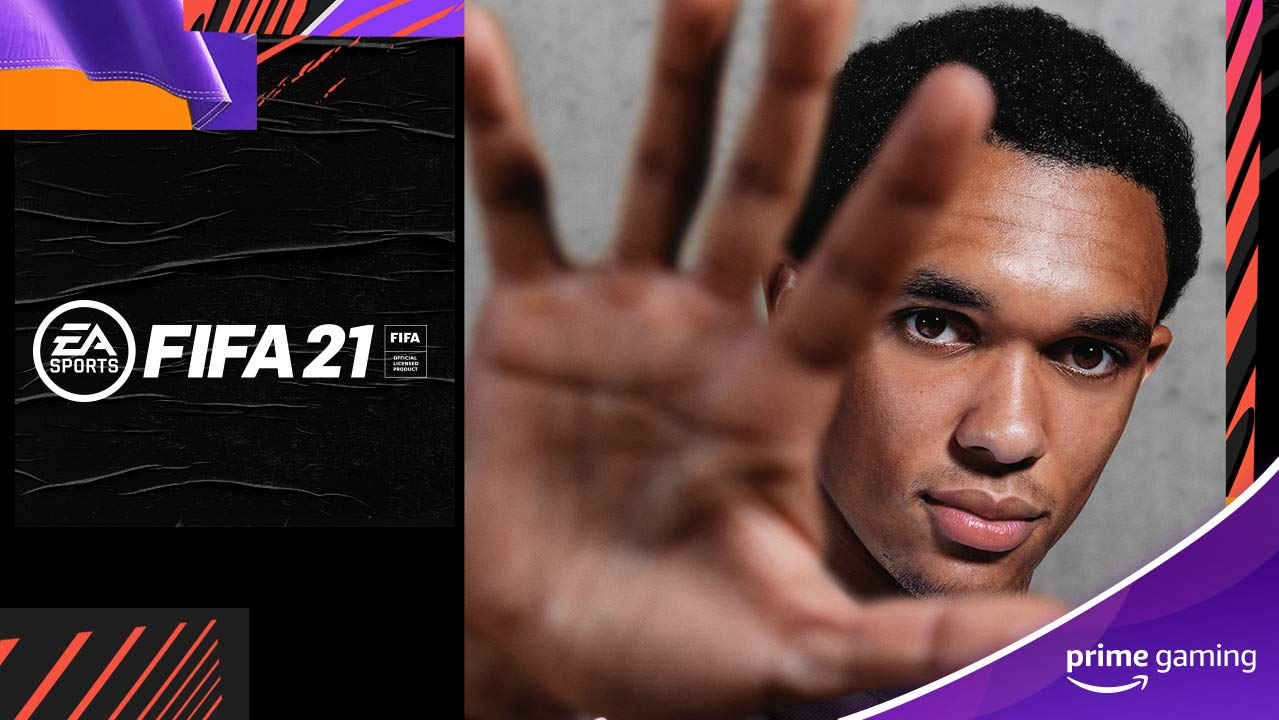 EA
SPORTS
FIFA 21
FIFA
OFFICIAL
LICENSED
PRODUCT
prime gaming